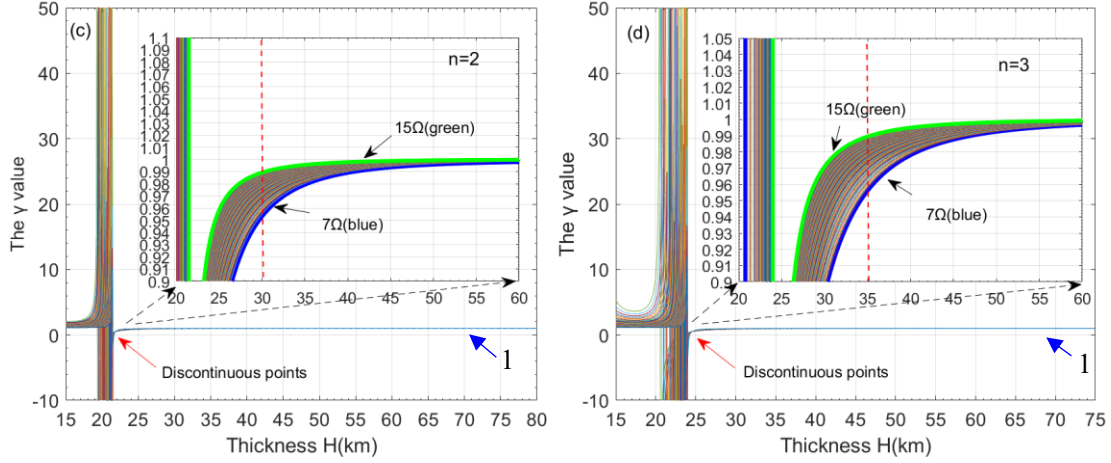 (c)
50
40
30
20
10
0
-10
The γ value
1.1
1.09
1.08
1.07
1.06
1.05
1.04
1.03
1.02
1.01
1
0.99
0.98
0.97
0.96
0.95
0.94
0.93
0.92
0.91
0.9
n=2
15Ω(green)
7Ω(blue)
20 25 30 35 40 45 50 55 60
1
Discontinuous points
15 20 25 30 35 40 45 50 55 60 65 70 75 80
Thickness H(km)
(d)
50
40
30
20
10
0
-10
The γ value
1.05
1.04
1.03
1.02
1.01
1
0.99
0.98
0.97
0.96
0.95
0.94
0.93
0.92
0.91
0.9
n=3
15Ω(green)
7Ω(blue)
20 25 30 35 40 45 50 55 60
1
Discontinuous points
15 20 25 30 35 40 45 50 55 60 65 70 75
Thickness H(km)